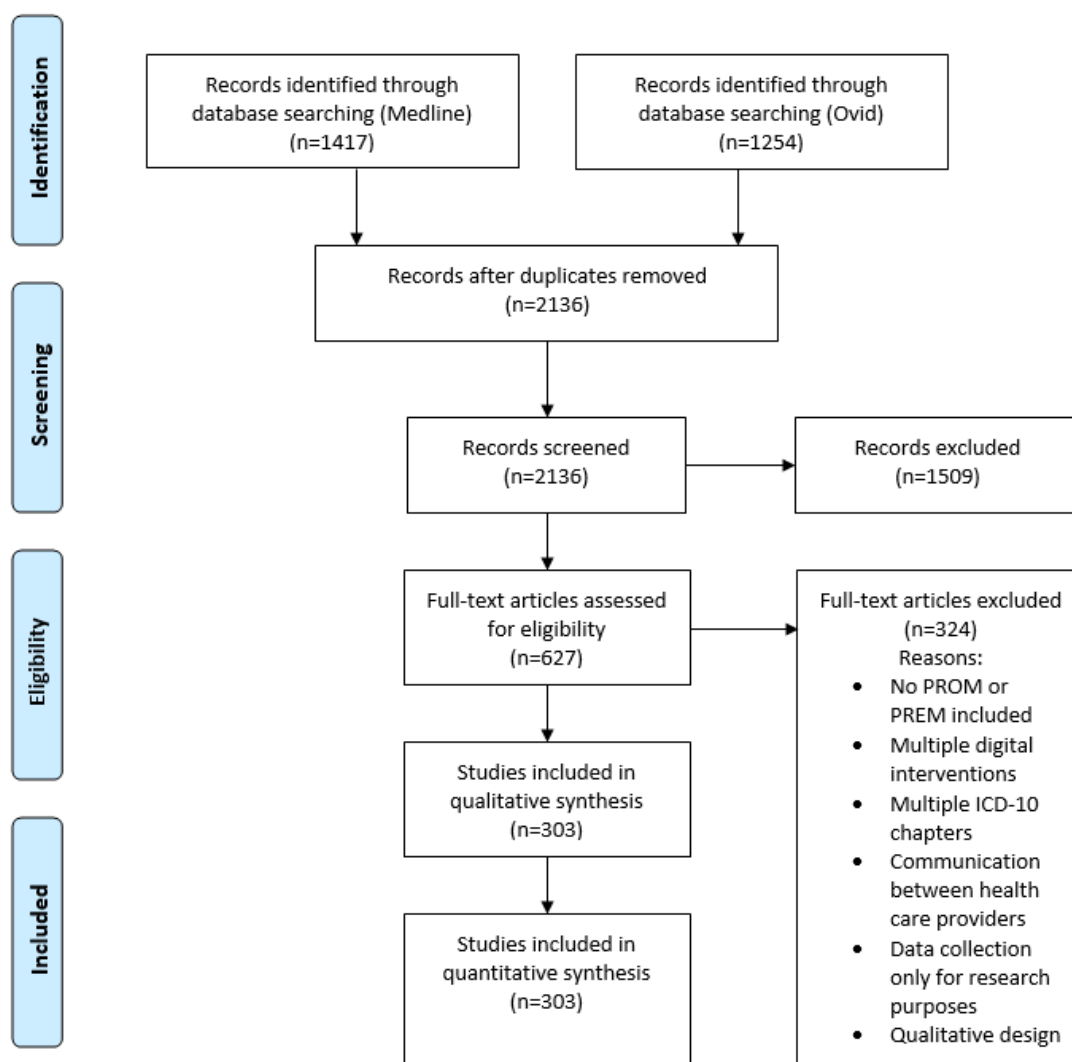 Identification
Records identified through
database searching (Medline)
(n=1417)
Records identified through
database searching (Ovid)
(n=1254)
Records after duplicates removed
(n=2136)
Screening
Records screened
(n=2136)
Records excluded
(n=1509)
Eligibility
Full-text articles assessed
for eligibility
(n=627)
Full-text articles excluded
(n=324)
Reasons:
• No PROM or
PREM included
• Multiple digital
interventions
• Multiple ICD-10
chapters
• Communication
between health
care providers
• Data collection
only for research
purposes
• Qualitative design
Studies included in
qualitative synthesis
(n=303)
Included
Studies included in
quantitative synthesis
(n=303)